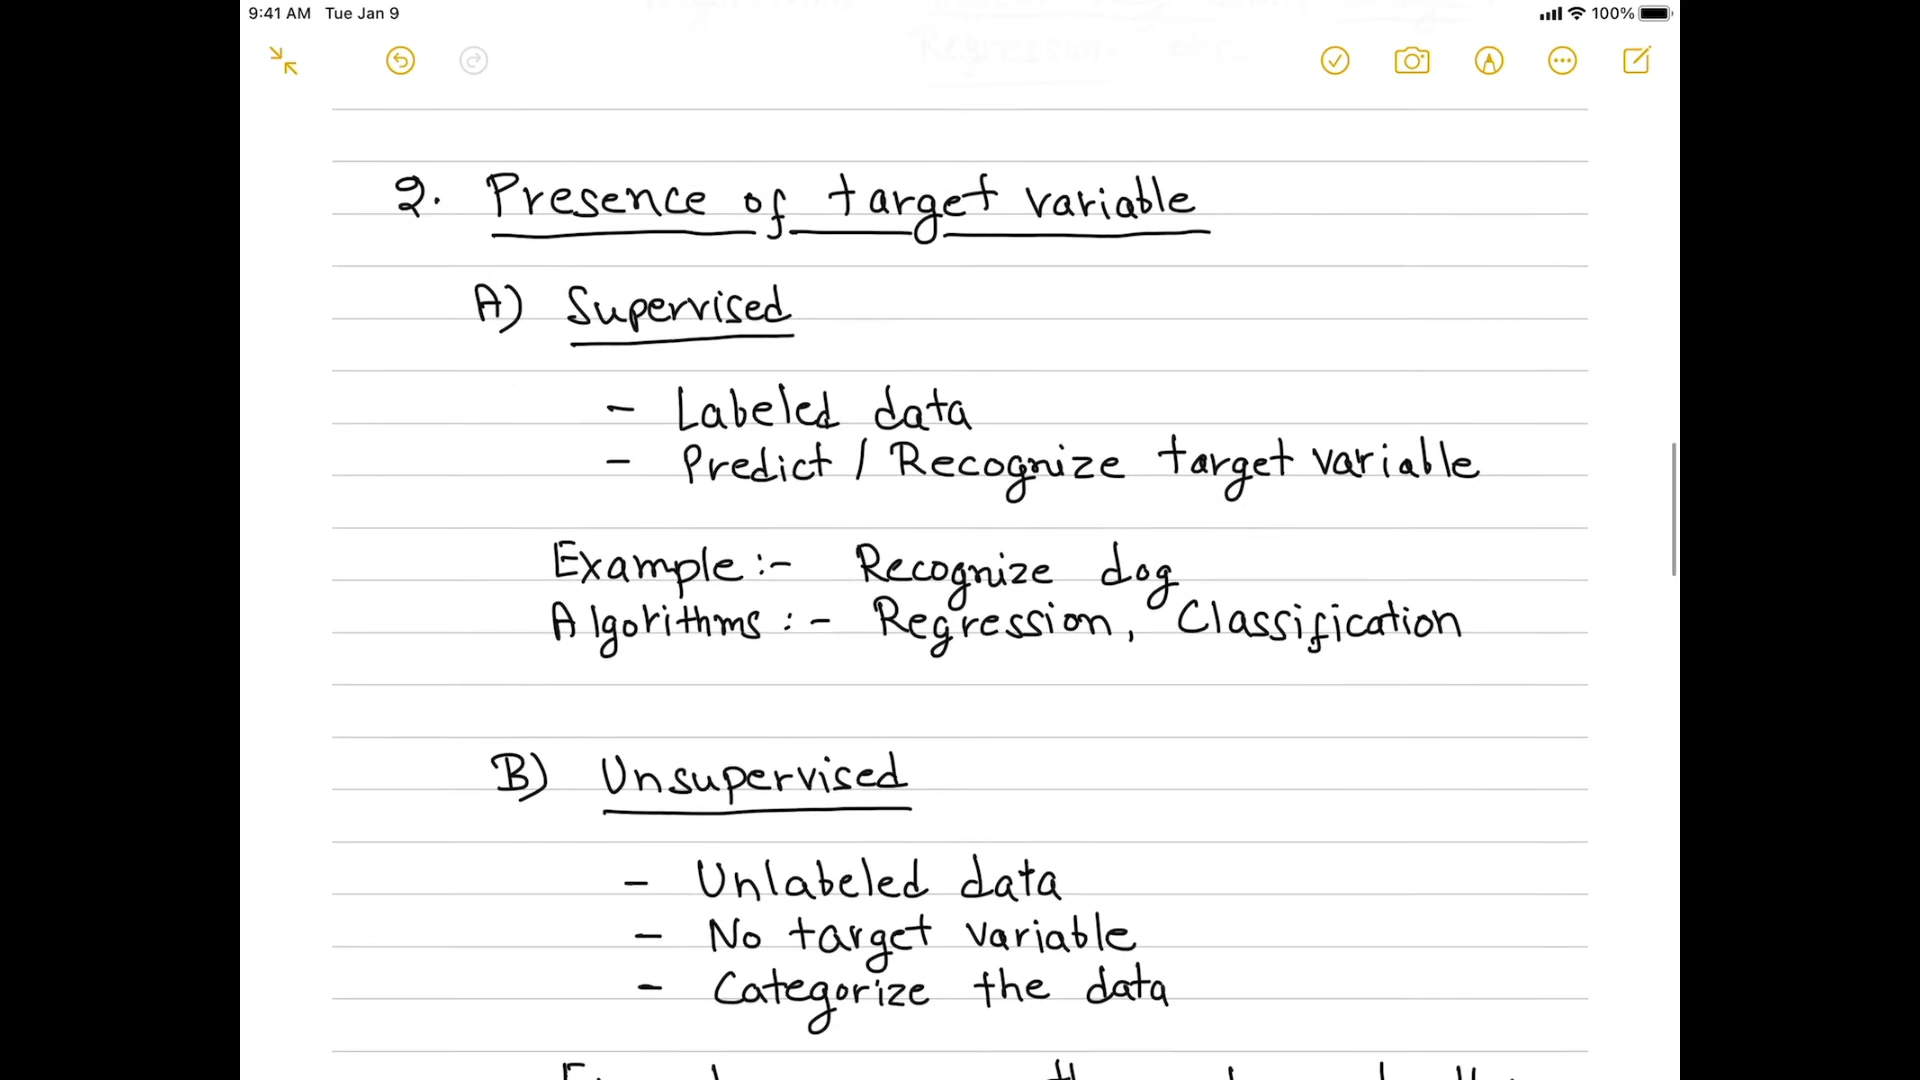 9:41 AM Tue Jan 9
100%
Regression
2. Presence of target variable
A) Supervised
- Labeled data
- Predict / Recognize target variable
Example :- Recognize dog
Algorithms :- Regression, Classification
B) Unsupervised
- Unlabeled data
- No target variable
- Categorize the data